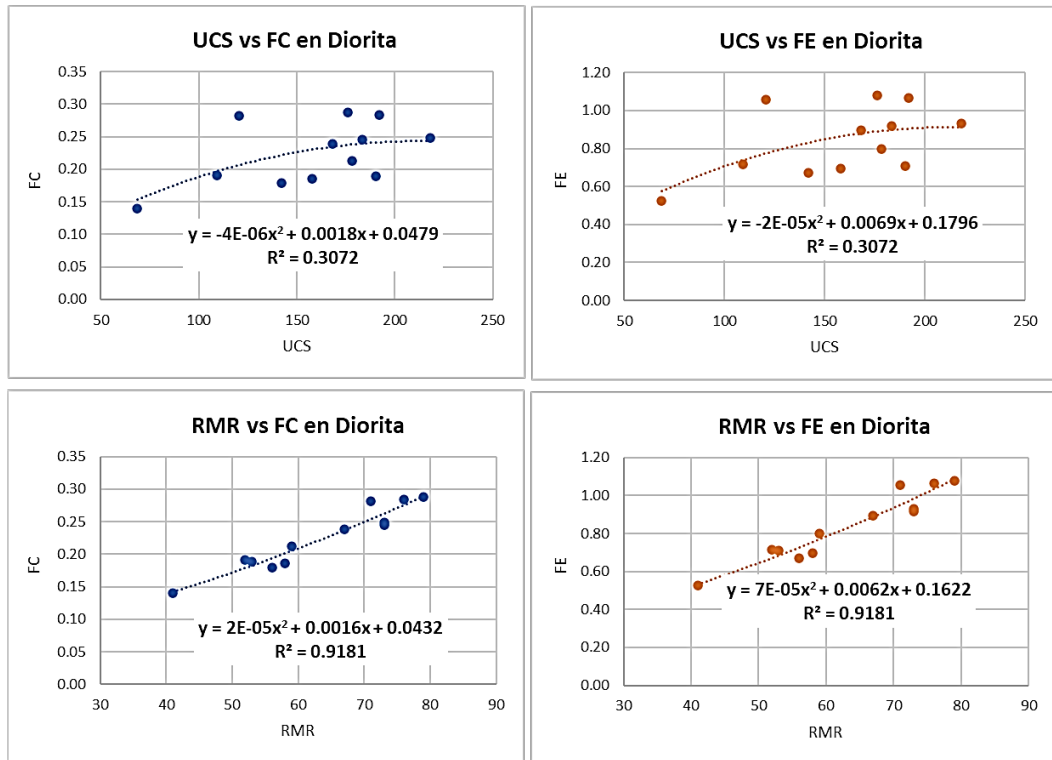 UCS vs FC en Diorita
0.35
0.30
0.25
0.20
0.15
0.10
0.05
0.00
FC
y = -4E-06x² + 0.0018x + 0.0479
R² = 0.3072
50
100
150
200
250
UCS
UCS vs FE en Diorita
1.20
1.00
0.80
0.60
0.40
0.20
0.00
FE
y = -2E-05x² + 0.0069x + 0.1796
R² = 0.3072
50
100
150
200
250
UCS
RMR vs FC en Diorita
0.35
0.30
0.25
0.20
0.15
0.10
0.05
0.00
FC
y = 2E-05x² + 0.0016x + 0.0432
R² = 0.9181
30
40
50
60
70
80
90
RMR
RMR vs FE en Diorita
1.20
1.00
0.80
0.60
0.40
0.20
0.00
FE
y = 7E-05x² + 0.0062x + 0.1622
R² = 0.9181
30
40
50
60
70
80
90
RMR